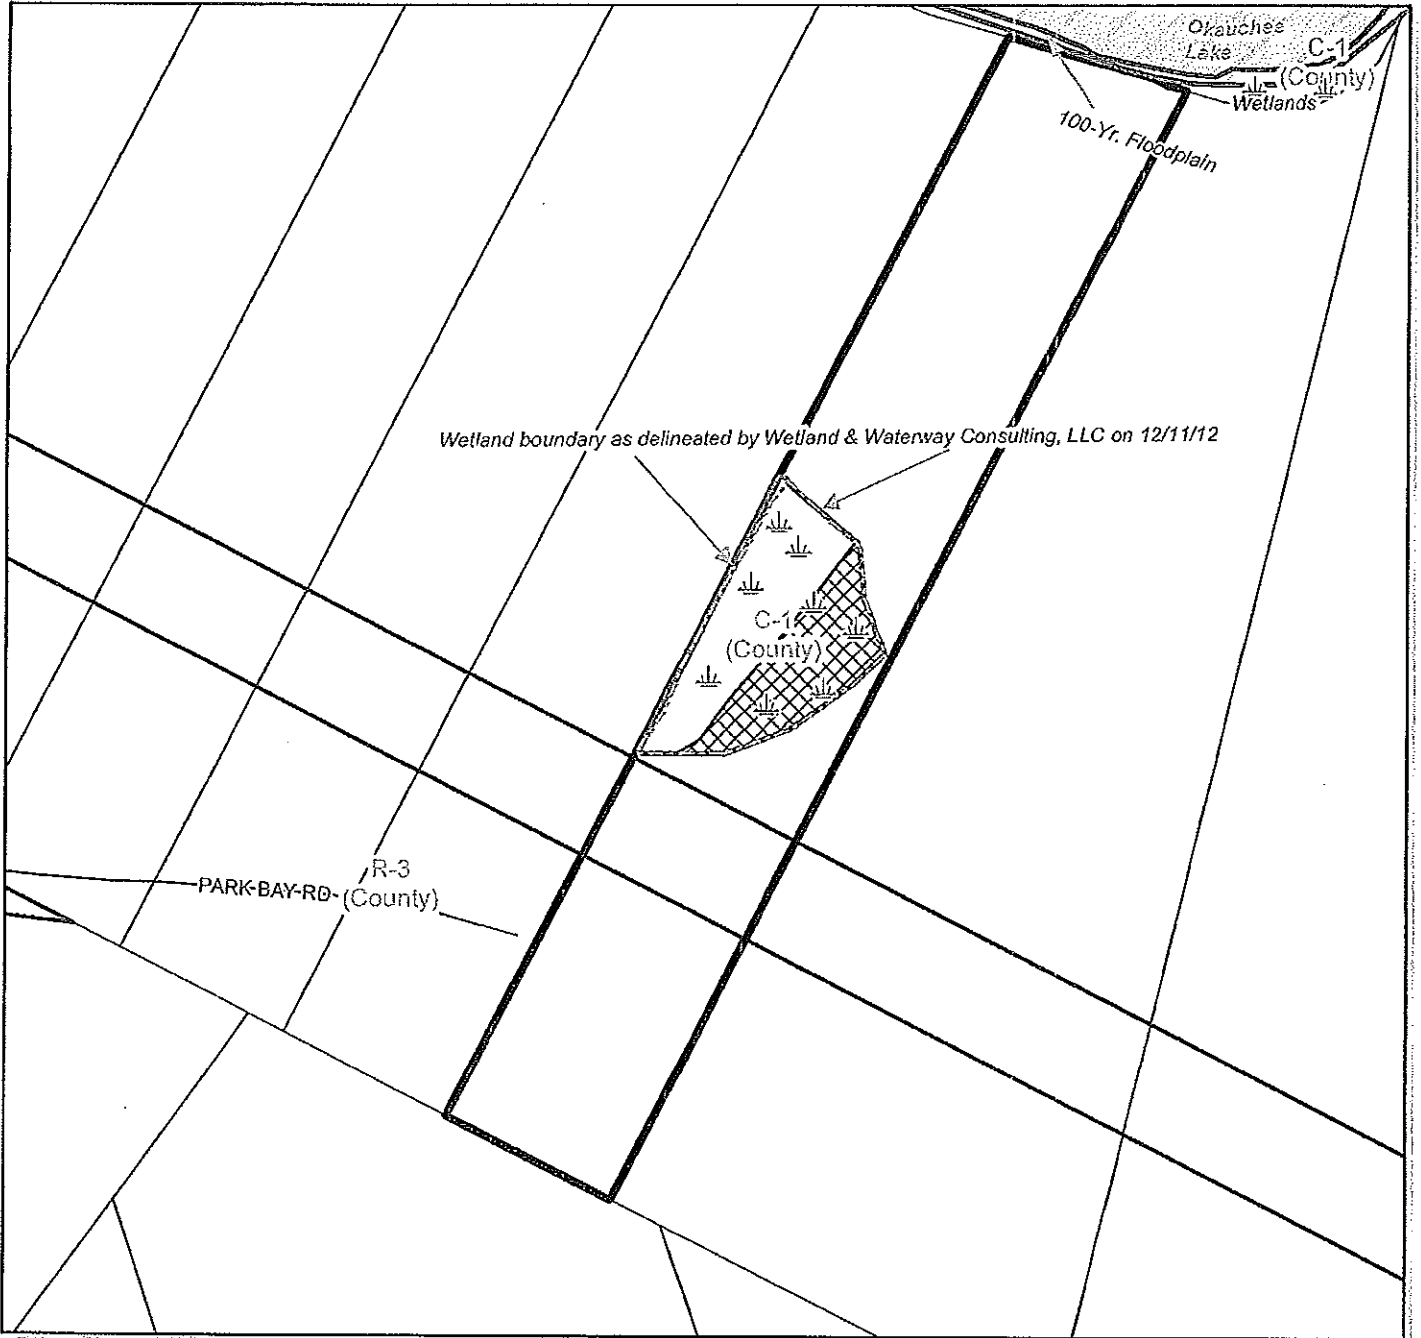 Okauchee
Lake
C-1
(County)
Wetlands
100-Yr. Floodplain
Wetland boundary as delineated by Wetland & Waterway Consulting, LLC on 12/11/12
C-1
(County)
R-3
(County)
PARK BAY RD